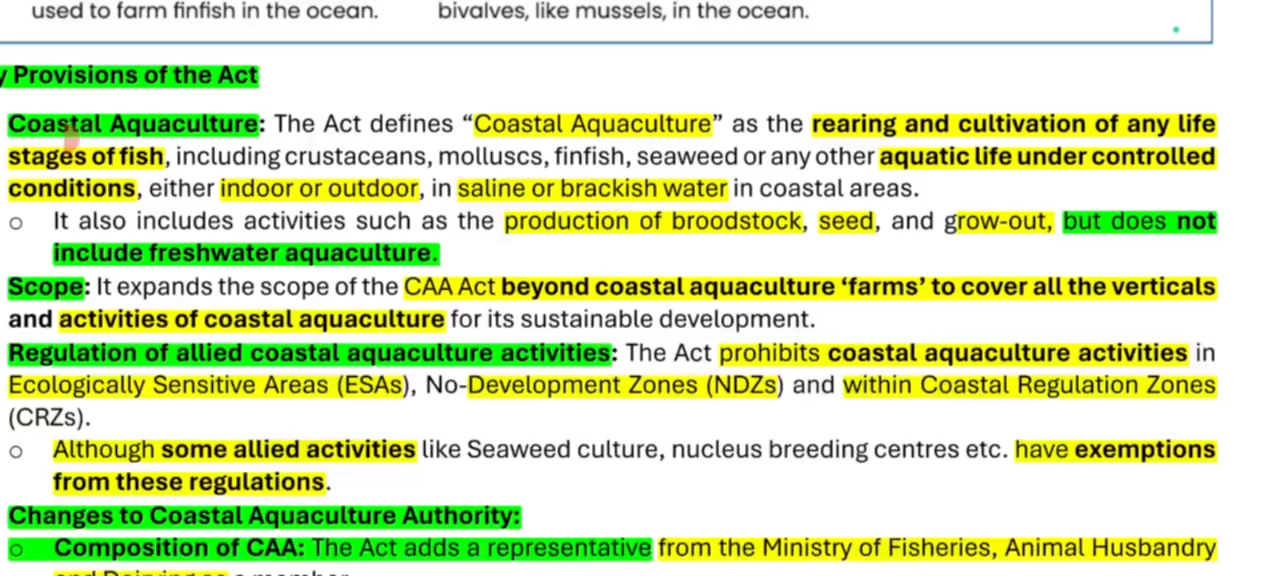 used to farm finfish in the ocean. bivalves, like mussels, in the ocean.
y Provisions of the Act
Coastal Aquaculture: The Act defines “Coastal Aquaculture” as the rearing and cultivation of any life
stages of fish, including crustaceans, molluscs, finfish, seaweed or any other aquatic life under controlled
conditions, either indoor or outdoor, in saline or brackish water in coastal areas.
o It also includes activities such as the production of broodstock, seed, and grow-out, but does not
include freshwater aquaculture.
Scope: It expands the scope of the CAA Act beyond coastal aquaculture ‘farms’ to cover all the verticals
and activities of coastal aquaculture for its sustainable development.
Regulation of allied coastal aquaculture activities: The Act prohibits coastal aquaculture activities in
Ecologically Sensitive Areas (ESAs), No-Development Zones (NDZs) and within Coastal Regulation Zones
(CRZs).
o Although some allied activities like Seaweed culture, nucleus breeding centres etc. have exemptions
from these regulations.
Changes to Coastal Aquaculture Authority:
o Composition of CAA: The Act adds a representative from the Ministry of Fisheries, Animal Husbandry
and Dairying as a member.